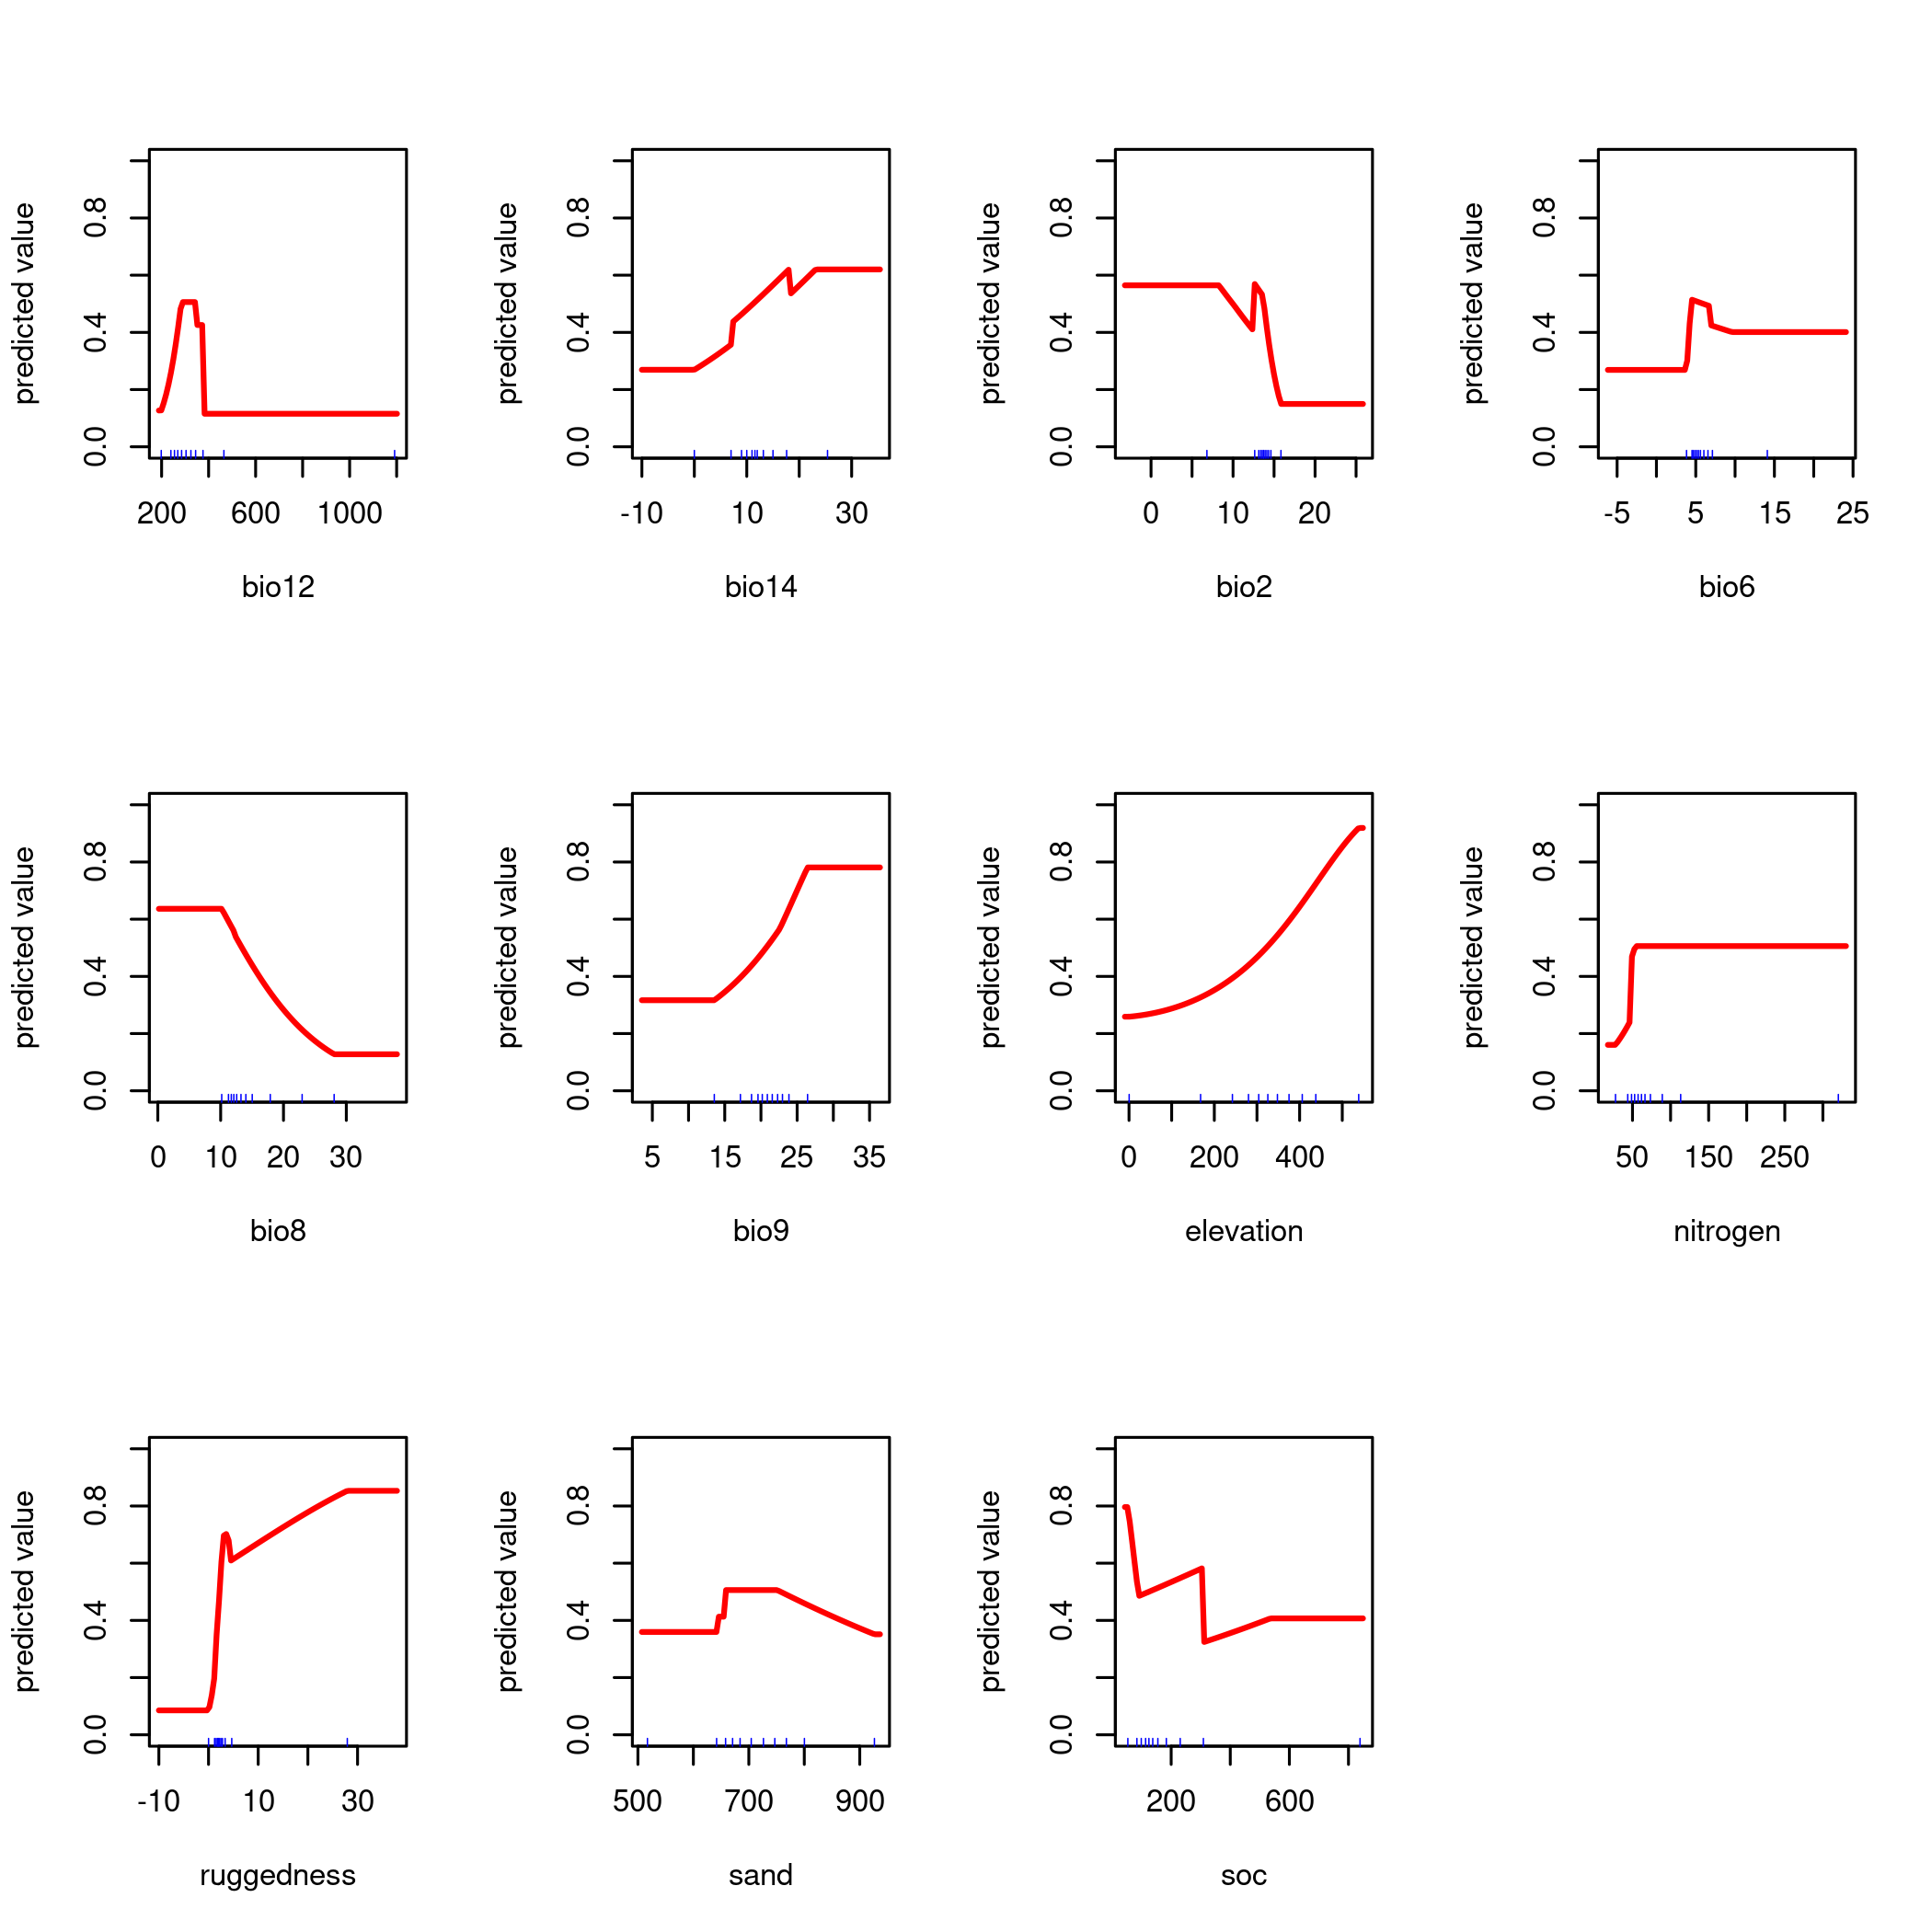 predicted value
0.0 0.4 0.8
200 600 1000
bio12
predicted value
0.0 0.4 0.8
-10 10 30
bio14
predicted value
0.0 0.4 0.8
0 10 20
bio2
predicted value
0.0 0.4 0.8
-5 5 15 25
bio6
predicted value
0.0 0.4 0.8
0 10 20 30
bio8
predicted value
0.0 0.4 0.8
5 15 25 35
bio9
predicted value
0.0 0.4 0.8
0 200 400
elevation
predicted value
0.0 0.4 0.8
50 150 250
nitrogen
predicted value
0.0 0.4 0.8
-10 10 30
ruggedness
predicted value
0.0 0.4 0.8
500 700 900
sand
predicted value
0.0 0.4 0.8
200 600
soc